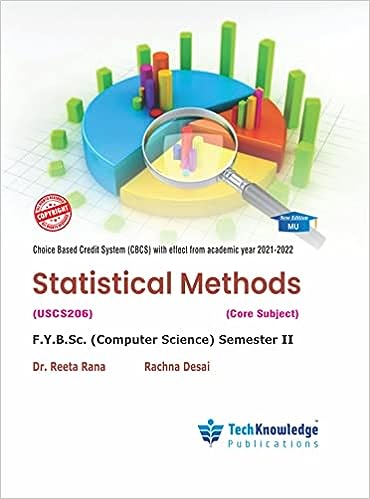 COPYRIGHT
New Edition
MU
Choice Based Credit System (CBCS) with effect from academic year 2021-2022
Statistical Methods
(USCS206) (Core Subject)
F.Y.B.Sc. (Computer Science) Semester II
Dr. Reeta Rana Rachna Desai
TechKnowledge™
Publications